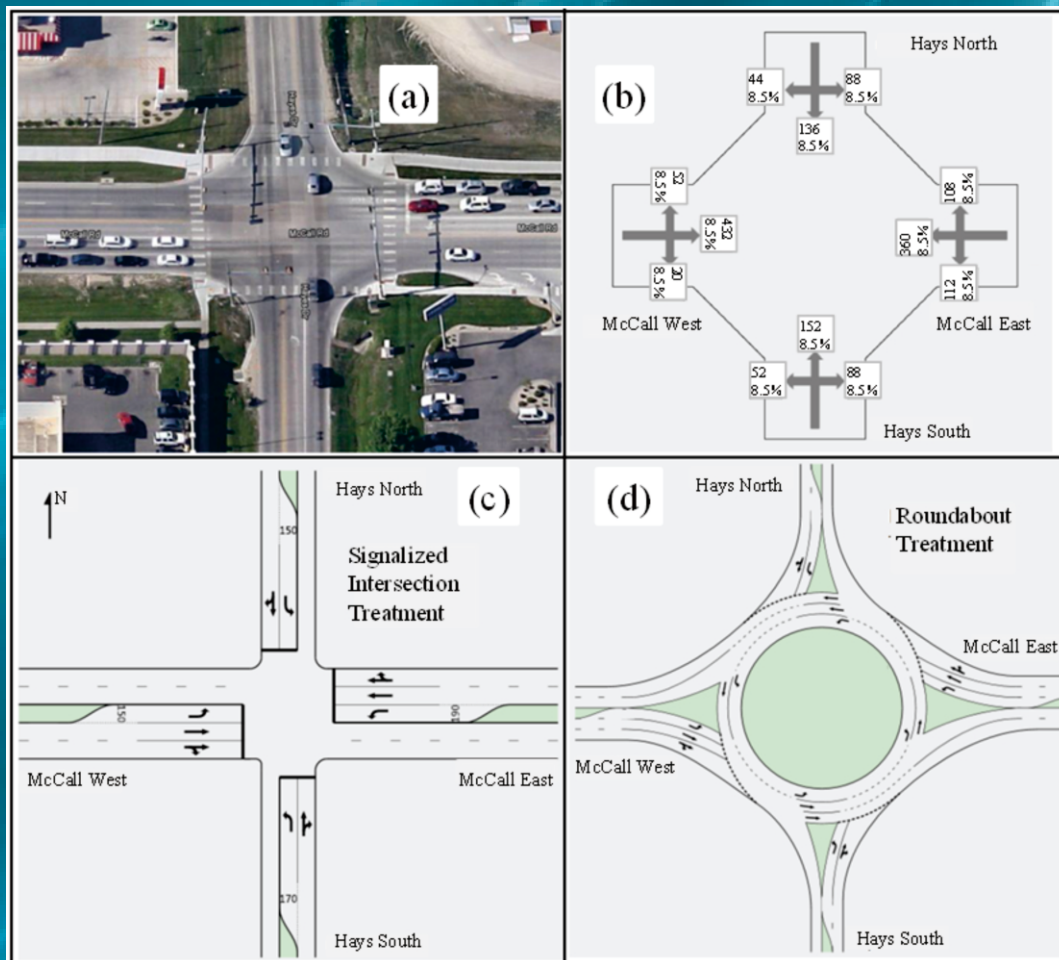 (a)
McCall Rd
McCall Rd
McCall Rd
(b)
Hays North
44
8.5%
88
8.5%
136
8.5%
52
8.5%
432
8.5%
20
8.5%
108
8.5%
360
8.5%
112
8.5%
McCall West
McCall East
152
8.5%
52
8.5%
88
8.5%
Hays South
(c)
N
Hays North
150
Signalized
Intersection
Treatment
150
190
McCall West
McCall East
170
Hays South
(d)
Hays North
Roundabout
Treatment
McCall East
McCall West
Hays South